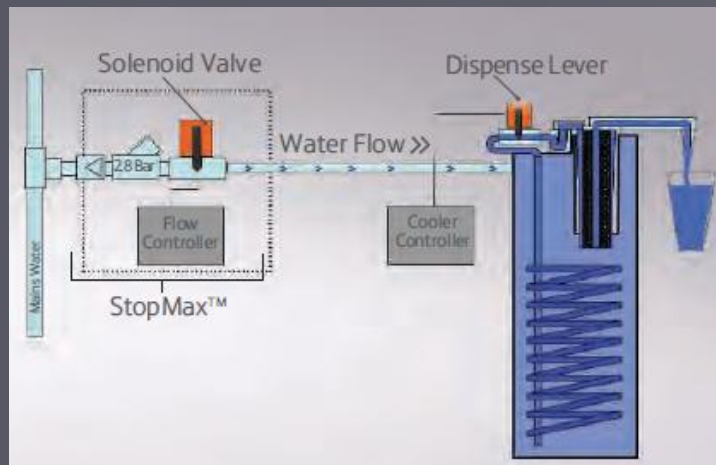 Solenoid Valve
Dispense Lever
Water Flow >>
2.8 Bar
Mains Water
Flow
Controller
Cooler
Controller
StopMax™